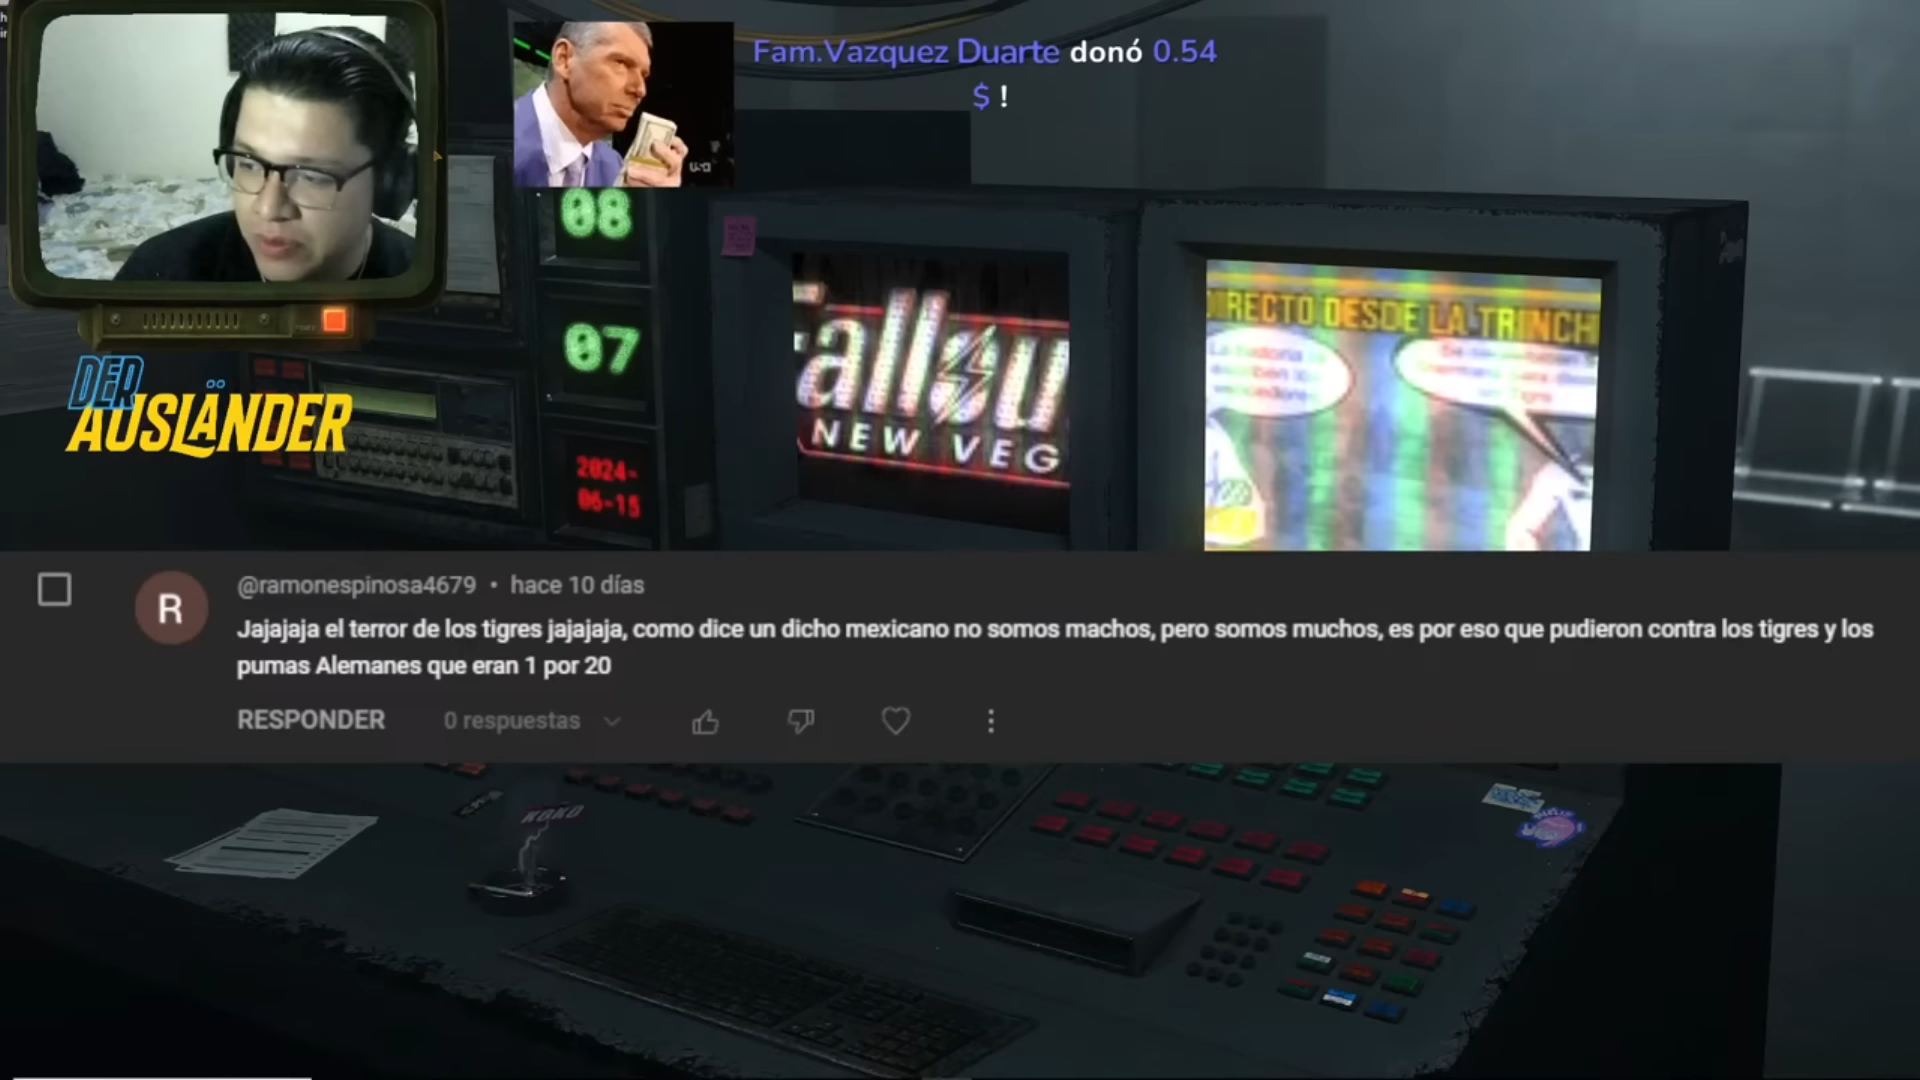 Fam.Vazquez Duarte donó 0.54
$ !
08
07
2024-
06-15
DER
AUSLÄNDER
Fallou
NEW VEG
DIRECTO DESDE LA TRINCH
KOKO
R
@ramonespinosa4679 • hace 10 días
Jajajaja el terror de los tigres jajajaja, como dice un dicho mexicano no somos machos, pero somos muchos, es por eso que pudieron contra los tigres y los
pumas Alemanes que eran 1 por 20
RESPONDER 0 respuestas